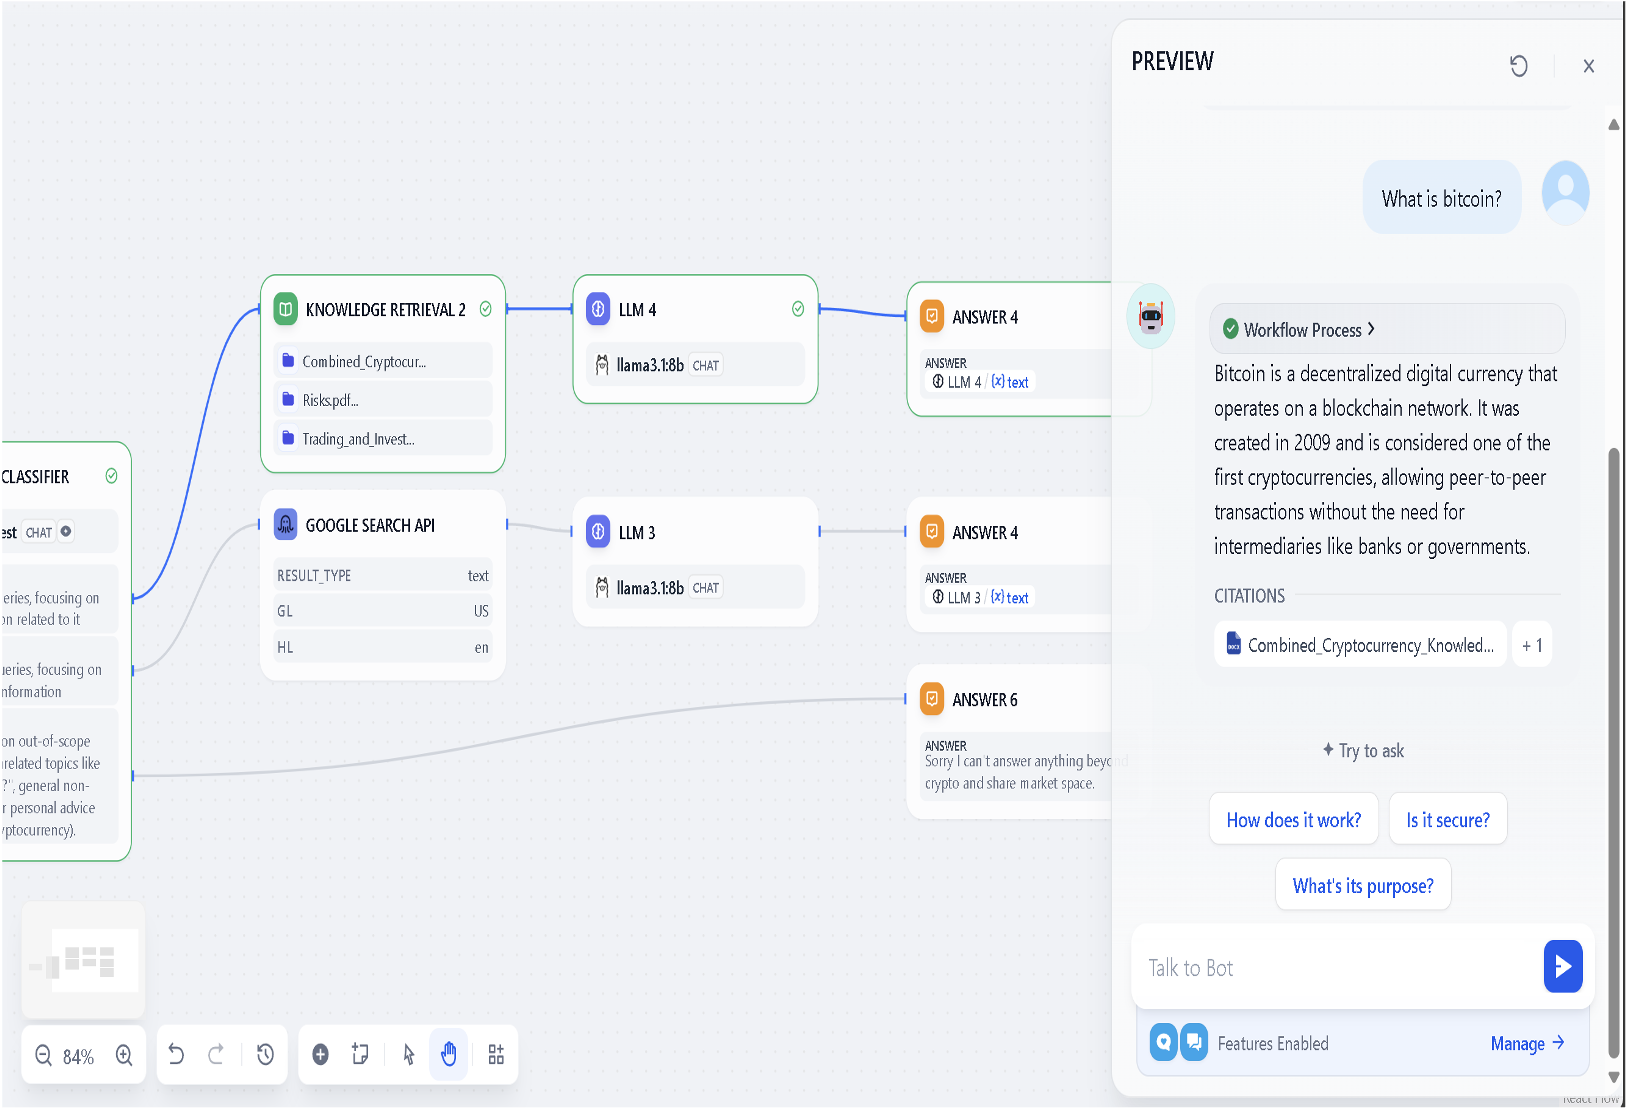 CLASSIFIER
est CHAT
eries, focusing on
on related to it
ueries, focusing on
nformation
on out-of-scope
related topics like
?", general non-
r personal advice
yptocurrency).
KNOWLEDGE RETRIEVAL 2
Combined_Cryptocur...
Risks.pdf...
Trading_and_Invest...
LLM 4
llama3.1:8b CHAT
ANSWER 4
ANSWER
LLM 4 / {x} text
GOOGLE SEARCH API
RESULT_TYPE text
GL US
HL en
LLM 3
llama3.1:8b CHAT
ANSWER 4
ANSWER
LLM 3 / {x} text
ANSWER 6
ANSWER
Sorry I can't answer anything beyond
crypto and share market space.
84%
PREVIEW
What is bitcoin?
Workflow Process
Bitcoin is a decentralized digital currency that
operates on a blockchain network. It was
created in 2009 and is considered one of the
first cryptocurrencies, allowing peer-to-peer
transactions without the need for
intermediaries like banks or governments.
CITATIONS
DOCX Combined_Cryptocurrency_Knowled... + 1
Try to ask
How does it work? Is it secure?
What's its purpose?
Talk to Bot
Features Enabled Manage →
React Flow